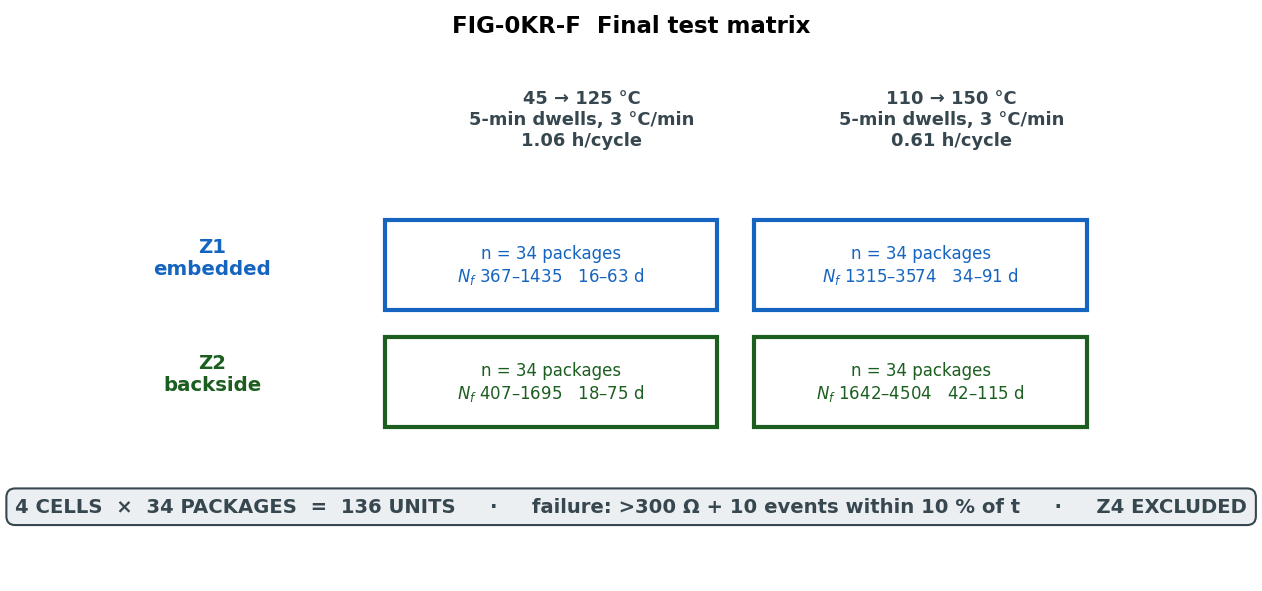 FIG-0KR-F  Final test matrix
45 → 125 °C
5-min dwells, 3 °C/min
1.06 h/cycle
110 → 150 °C
5-min dwells, 3 °C/min
0.61 h/cycle
Z1
embedded
n = 34 packages
Nf 367–1435   16–63 d
n = 34 packages
Nf 1315–3574   34–91 d
Z2
backside
n = 34 packages
Nf 407–1695   18–75 d
n = 34 packages
Nf 1642–4504   42–115 d
4 CELLS  ×  34 PACKAGES  =  136 UNITS     ·     failure: >300 Ω + 10 events within 10 % of t     ·     Z4 EXCLUDED